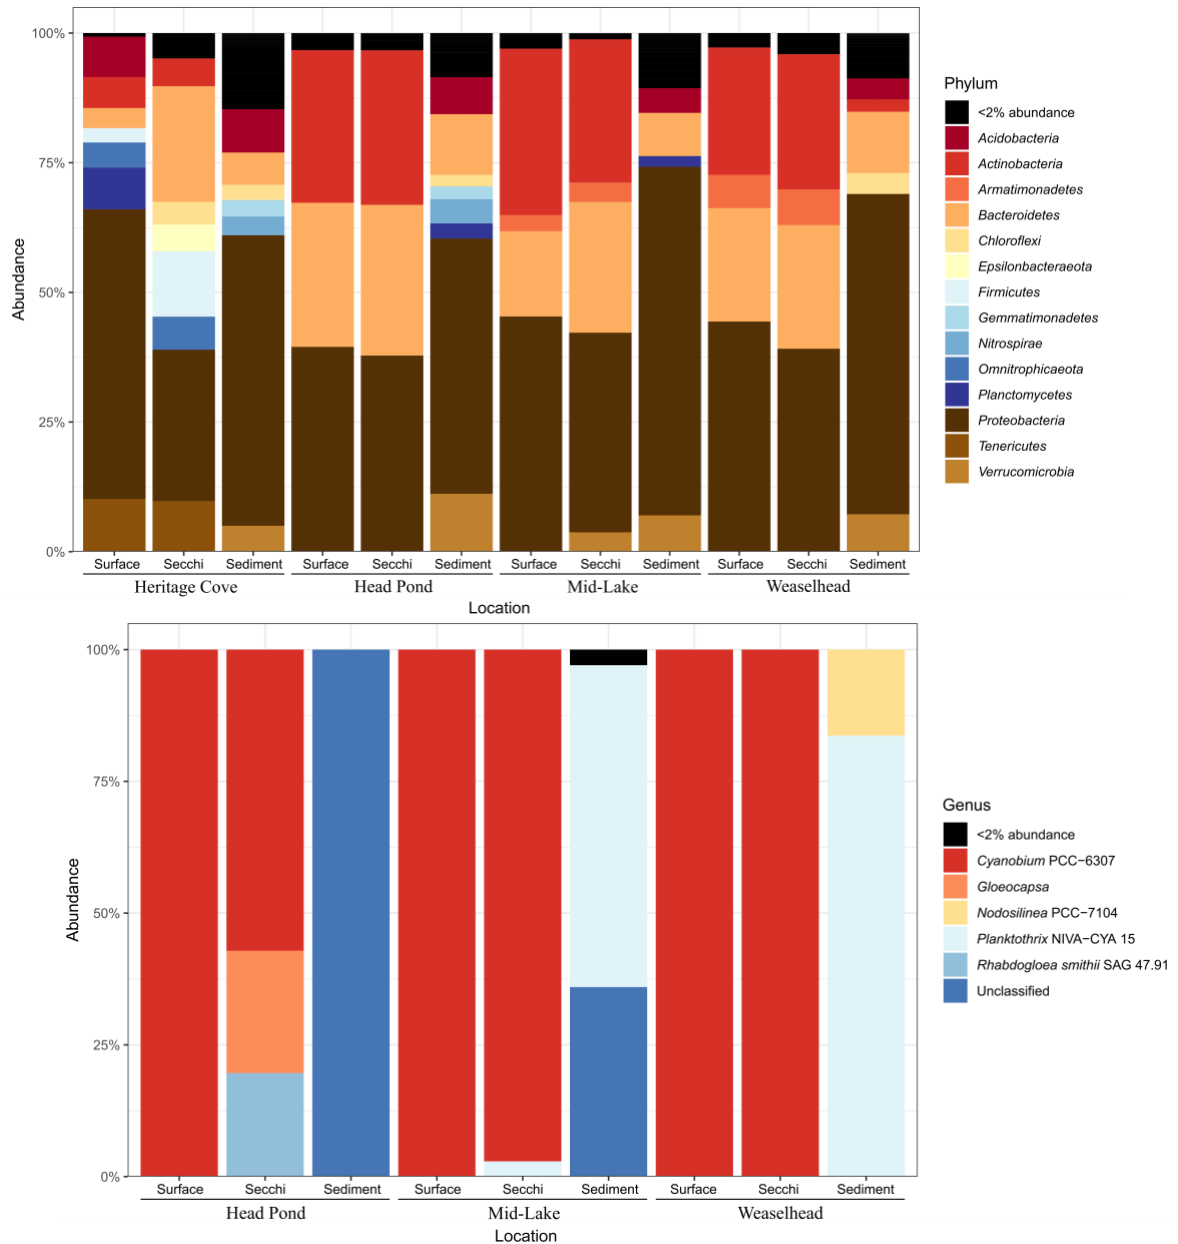 100%
75%
50%
25%
0%
Abundance
Surface Secchi Sediment Surface Secchi Sediment Surface Secchi Sediment Surface Secchi Sediment
Heritage Cove Head Pond Mid-Lake Weaselhead
Location
Phylum
<2% abundance
Acidobacteria
Actinobacteria
Armatimonadetes
Bacteroidetes
Chloroflexi
Epsilonbacteraeota
Firmicutes
Gemmatimonadetes
Nitrospirae
Omnitrophicaeota
Planctomycetes
Proteobacteria
Tenericutes
Verrucomicrobia
100%
75%
50%
25%
0%
Abundance
Surface Secchi Sediment Surface Secchi Sediment Surface Secchi Sediment
Head Pond Mid-Lake Weaselhead
Location
Genus
<2% abundance
Cyanobium PCC−6307
Gloeocapsa
Nodosilinea PCC−7104
Planktothrix NIVA−CYA 15
Rhabdogloea smithii SAG 47.91
Unclassified